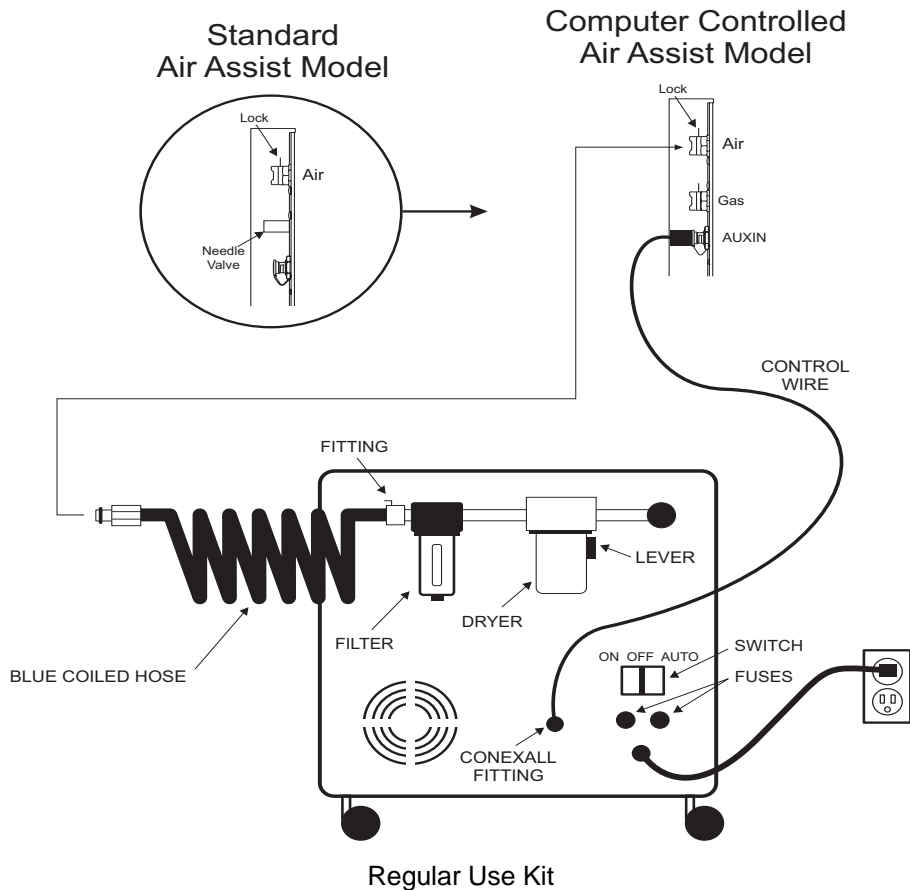 Standard
Air Assist Model
Computer Controlled
Air Assist Model
Lock
Air
Needle
Valve
Lock
Air
Gas
AUXIN
CONTROL
WIRE
FITTING
LEVER
DRYER
FILTER
BLUE COILED HOSE
ON OFF AUTO
SWITCH
FUSES
CONEXALL
FITTING
Regular Use Kit